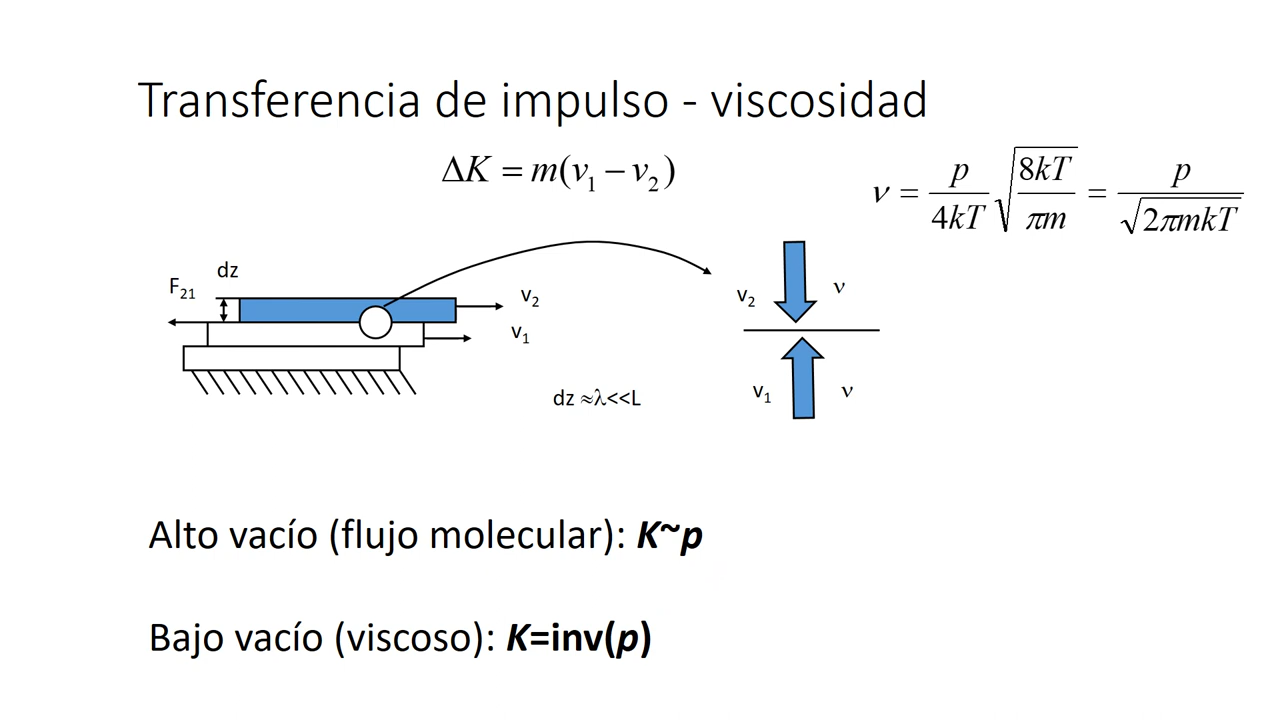 Transferencia de impulso - viscosidad
ΔK = m(v₁ − v₂)
ν = p/4kT √(8kT/πm) = p/√(2πmkT)
dz
F₂₁
v₂
v₁
v₂
ν
dz ≈λ<<L
v₁
ν
Alto vacío (flujo molecular): K~p
Bajo vacío (viscoso): K=inv(p)